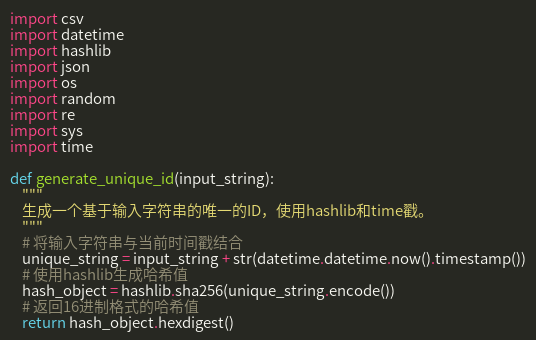 import csv
import datetime
import hashlib
import json
import os
import random
import re
import sys
import time
def generate_unique_id(input_string):
"""
生成一个基于输入字符串的唯一的ID，使用hashlib和time戳。
"""
# 将输入字符串与当前时间戳结合
unique_string = input_string + str(datetime.datetime.now().timestamp())
# 使用hashlib生成哈希值
hash_object = hashlib.sha256(unique_string.encode())
# 返回16进制格式的哈希值
return hash_object.hexdigest()